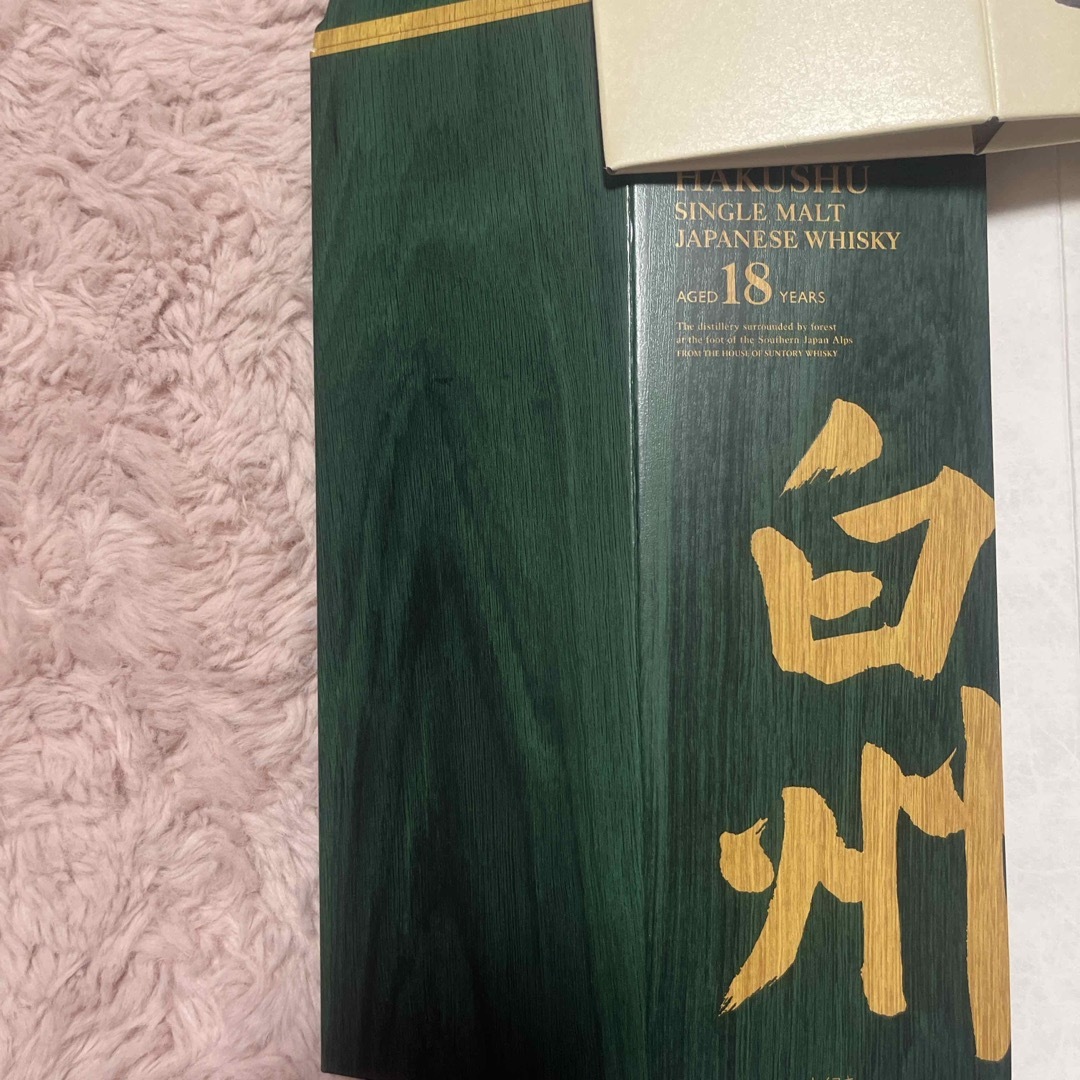 HAKUSHU
SINGLE MALT
JAPANESE WHISKY
AGED 18 YEARS
The distillery surrounded by forest
at the foot of the Southern Japan Alps
FROM THE HOUSE OF SUNTORY WHISKY
白州